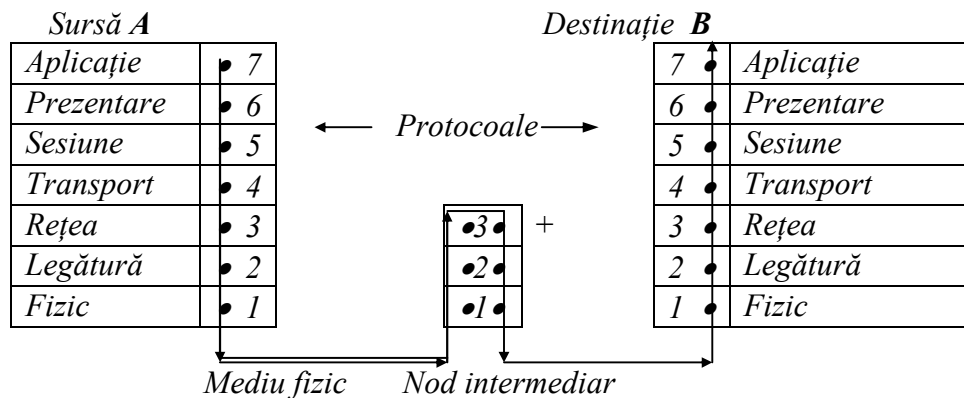 Sursă A Destinație B
Aplicație 7 7 Aplicație
Prezentare 6 6 Prezentare
Protocoale
Sesiune 5 5 Sesiune
Transport 4 4 Transport
Rețea 3 3 + 3 Rețea
Legătură 2 2 2 Legătură
Fizic 1 1 1 Fizic
Mediu fizic Nod intermediar